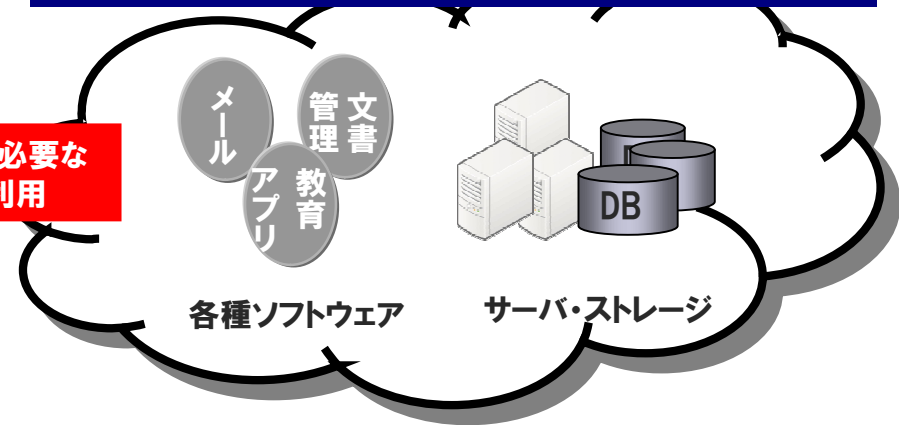 必要な
利用
メール
文書
管理
教育
アプリ
DB
各種ソフトウェア
サーバ・ストレージ